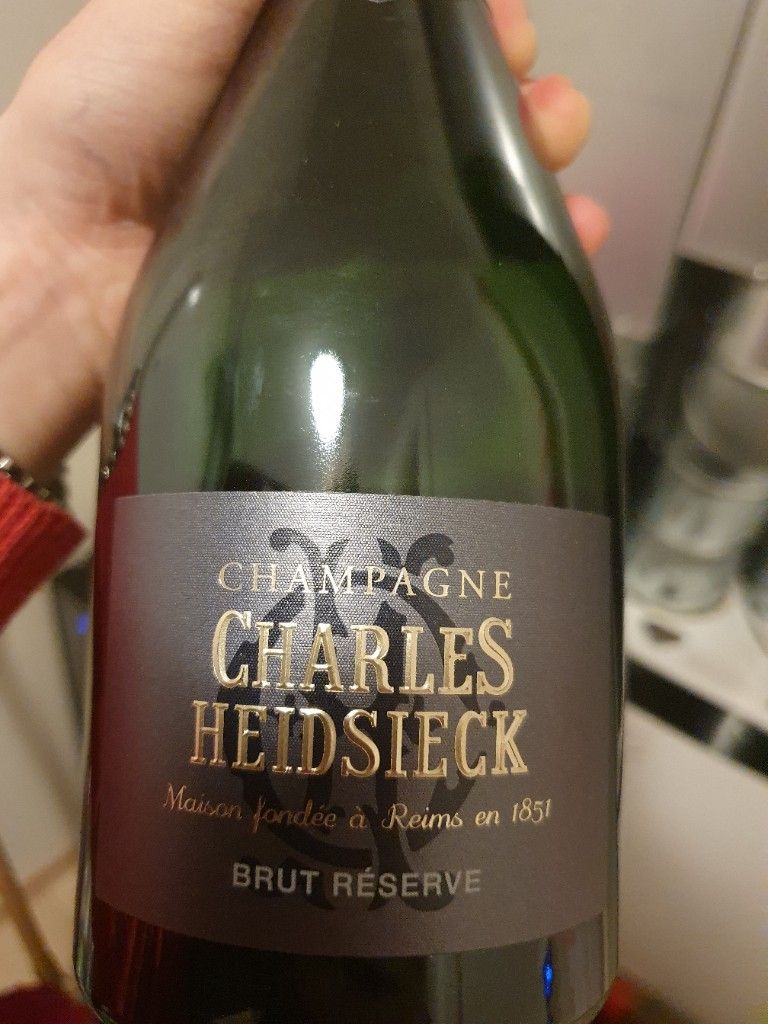 CHAMPAGNE
CHARLES
HEIDSIECK
Maison fondée à Reims en 1851
BRUT RÉSERVE